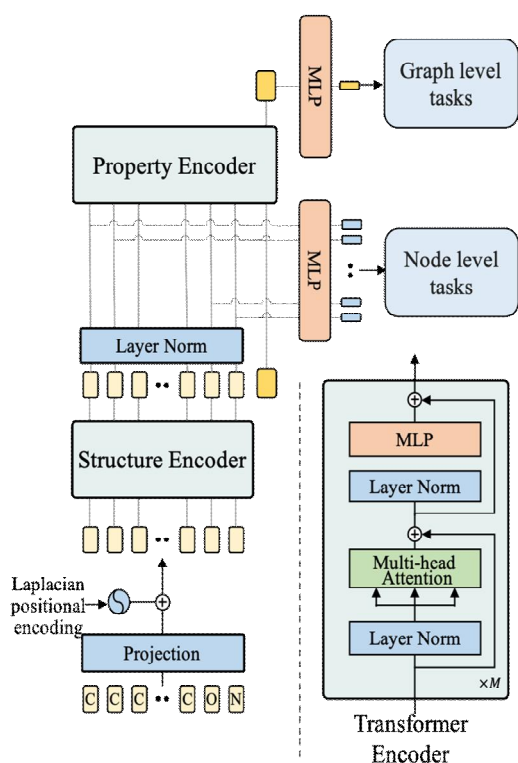 MLP
Graph level
tasks
Property Encoder
MLP
Node level
tasks
Layer Norm
Structure Encoder
Laplacian
positional
encoding
Projection
C C C C O N
MLP
Layer Norm
Multi-head
Attention
Layer Norm
×M
Transformer
Encoder